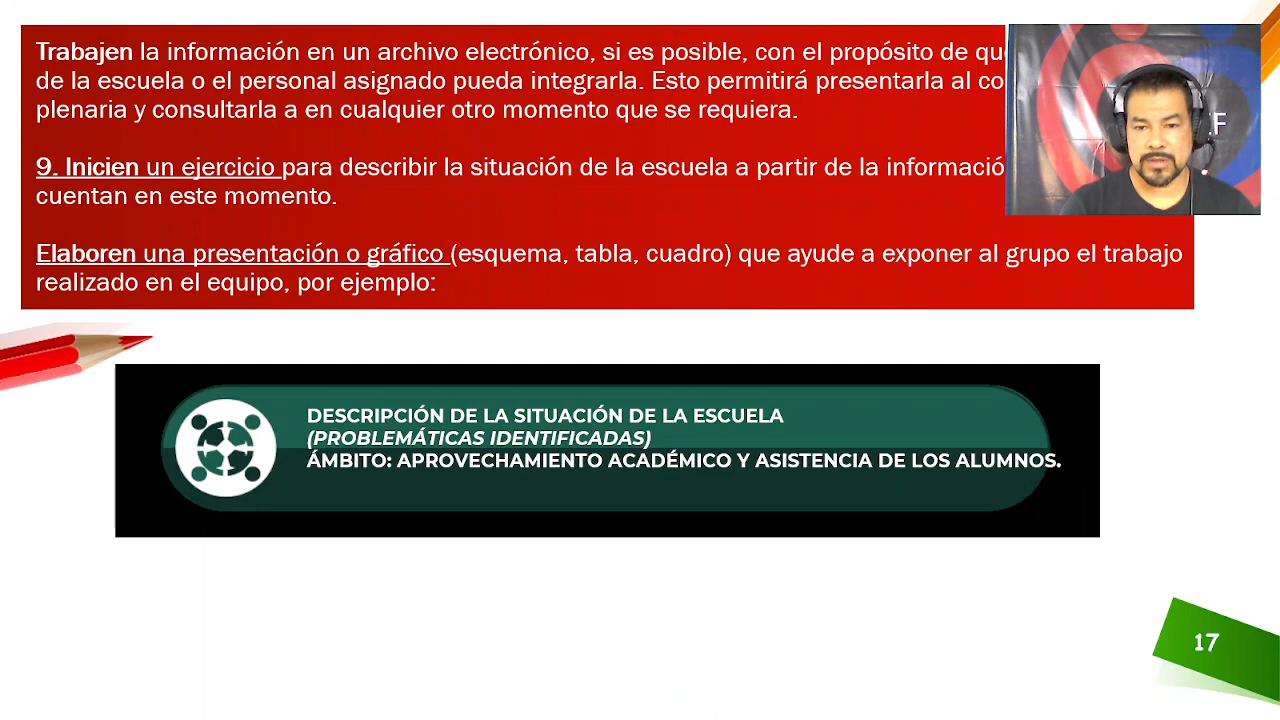 Trabajen la información en un archivo electrónico, si es posible, con el propósito de que
de la escuela o el personal asignado pueda integrarla. Esto permitirá presentarla al co
plenaria y consultarla a en cualquier otro momento que se requiera.
9. Inicien un ejercicio para describir la situación de la escuela a partir de la informació
cuentan en este momento.
Elaboren una presentación o gráfico (esquema, tabla, cuadro) que ayude a exponer al grupo el trabajo
realizado en el equipo, por ejemplo:
F
DESCRIPCIÓN DE LA SITUACIÓN DE LA ESCUELA
(PROBLEMÁTICAS IDENTIFICADAS)
ÁMBITO: APROVECHAMIENTO ACADÉMICO Y ASISTENCIA DE LOS ALUMNOS.
17